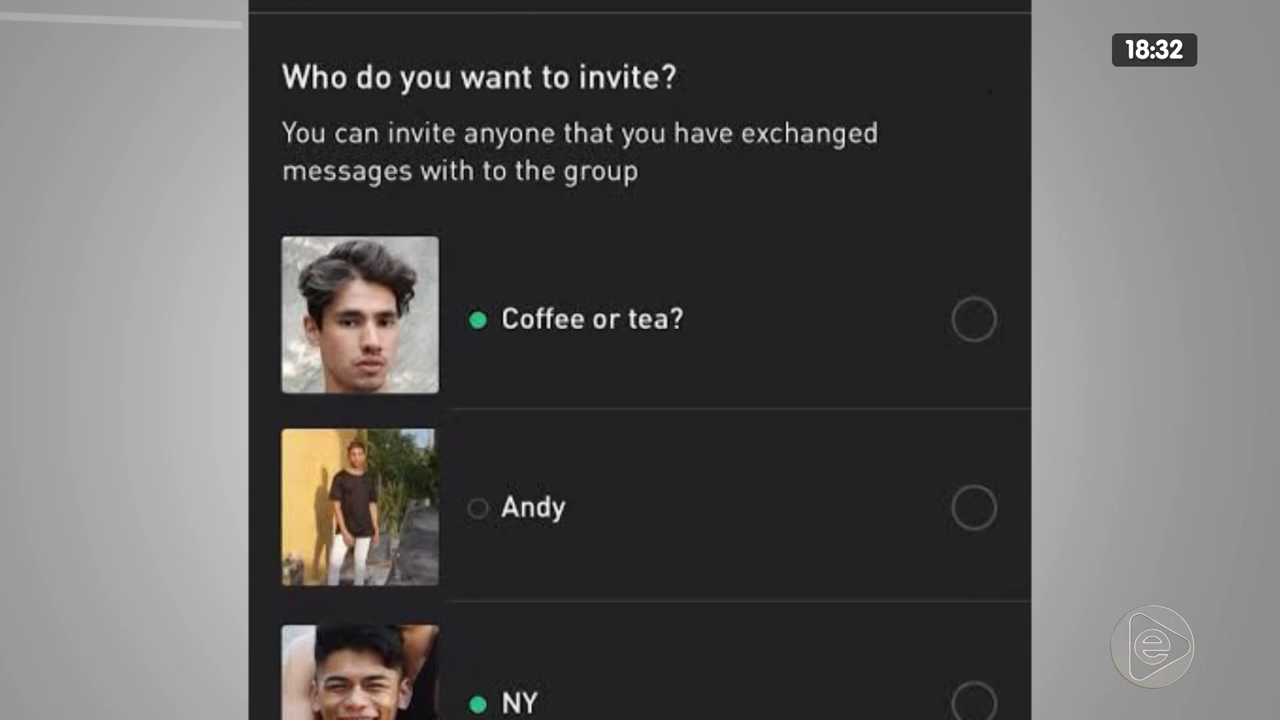 18:32
Who do you want to invite?
You can invite anyone that you have exchanged
messages with to the group
Coffee or tea?
Andy
NY
e